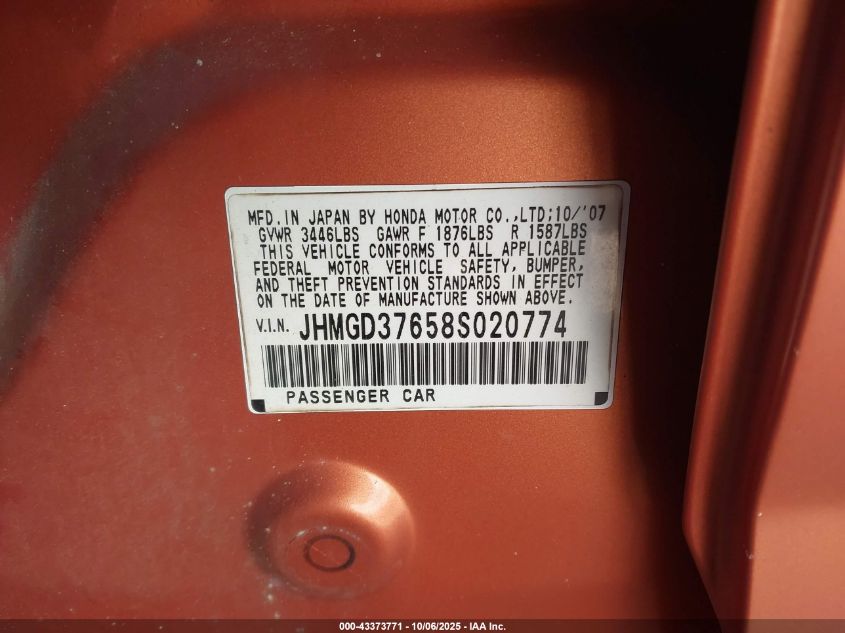 MFD.IN JAPAN BY HONDA MOTOR CO.,LTD;10/'07
GVWR 3446LBS GAWR F 1876LBS R 1587LBS
THIS VEHICLE CONFORMS TO ALL APPLICABLE
FEDERAL MOTOR VEHICLE SAFETY, BUMPER,
AND THEFT PREVENTION STANDARDS IN EFFECT
ON THE DATE OF MANUFACTURE SHOWN ABOVE.
V.I.N. JHMGD37658S020774
PASSENGER CAR
000-43373771 - 10/06/2025 - IAA Inc.